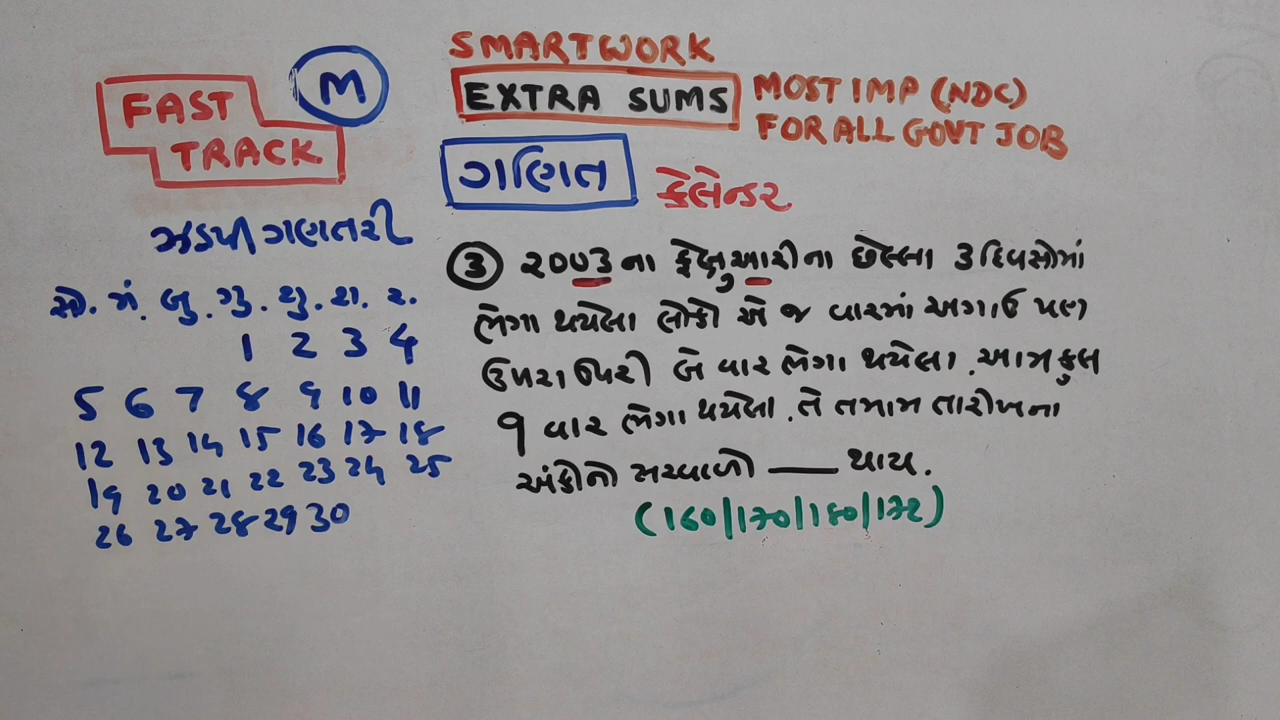 SMARTWORK
FAST TRACK
M
EXTRA SUMS
MOST IMP (NDC)
FOR ALL GOVT JOB
ગણિત
કેલેન્ડર
ઝડપી ગણતરી
સો. મં. બુ. ગુ. શુ. શ. ર.
1 2 3 4
5 6 7 8 9 10 11
12 13 14 15 16 17 18
19 20 21 22 23 24 25
26 27 28 29 30
③ ૨૦૦૩ ના ફેબ્રુઆરીના છેલ્લા ૩ દિવસોમાં
ભેગા થયેલા લોકો એ જ વારમાં અગાઉ પણ
ઉપરાઉપરી બે વાર ભેગા થયેલા. આમ કુલ
૧ વાર ભેગા થયેલા. તે તમામ તારીખના
અંકોનો સરવાળો ___ થાય.
(160/170/180/172)